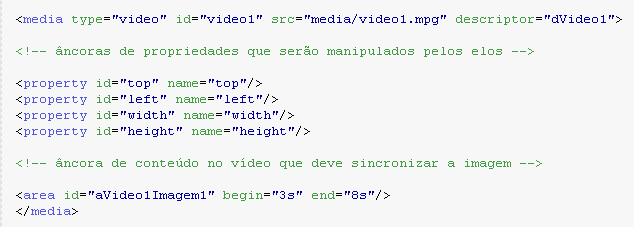 <media type="video" id="video1" src="media/video1.mpg" descriptor="dVideo1">
<!-- âncoras de propriedades que serão manipulados pelos elos -->
<property id="top" name="top"/>
<property id="left" name="left"/>
<property id="width" name="width"/>
<property id="height" name="height"/>
<!-- âncora de conteúdo no vídeo que deve sincronizar a imagem -->
<area id="aVideo1Imagem1" begin="3s" end="8s"/>
</media>